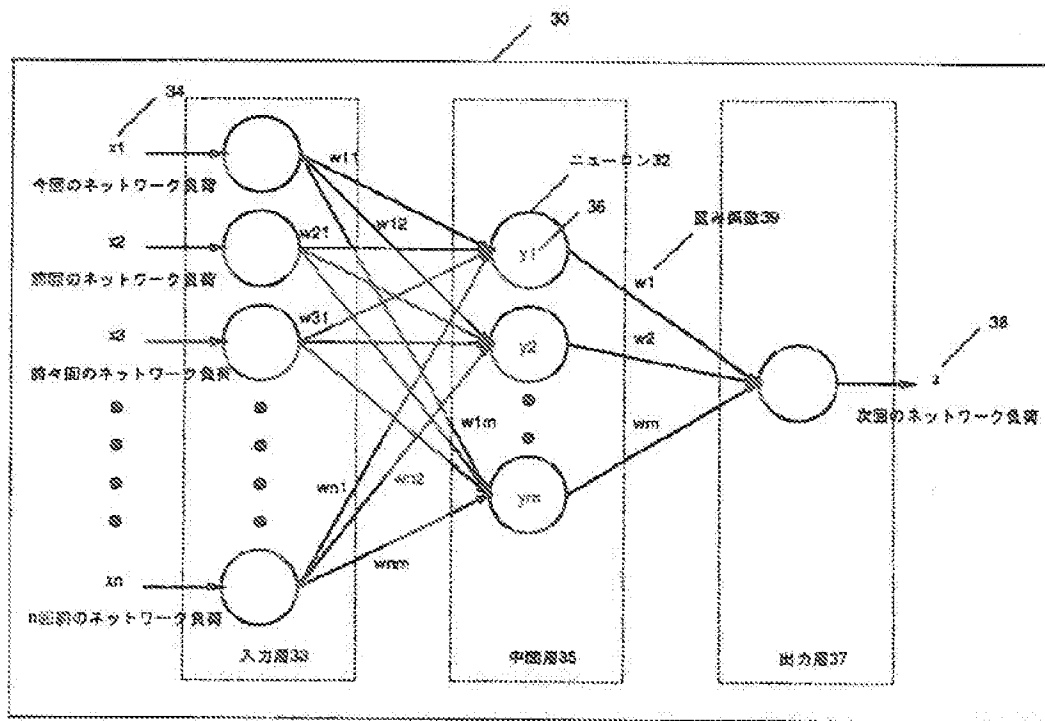 30
34
x1
今回のネットワーク負荷
x2
前回のネットワーク負荷
x3
前々回のネットワーク負荷
xn
n回前のネットワーク負荷
w11
w12
w21
w31
w1m
wn1
wn2
wnm
ニューロン32
36
y1
y2
ym
重み係数39
w1
w2
wm
38
z
次回のネットワーク負荷
入力層33
中間層35
出力層37